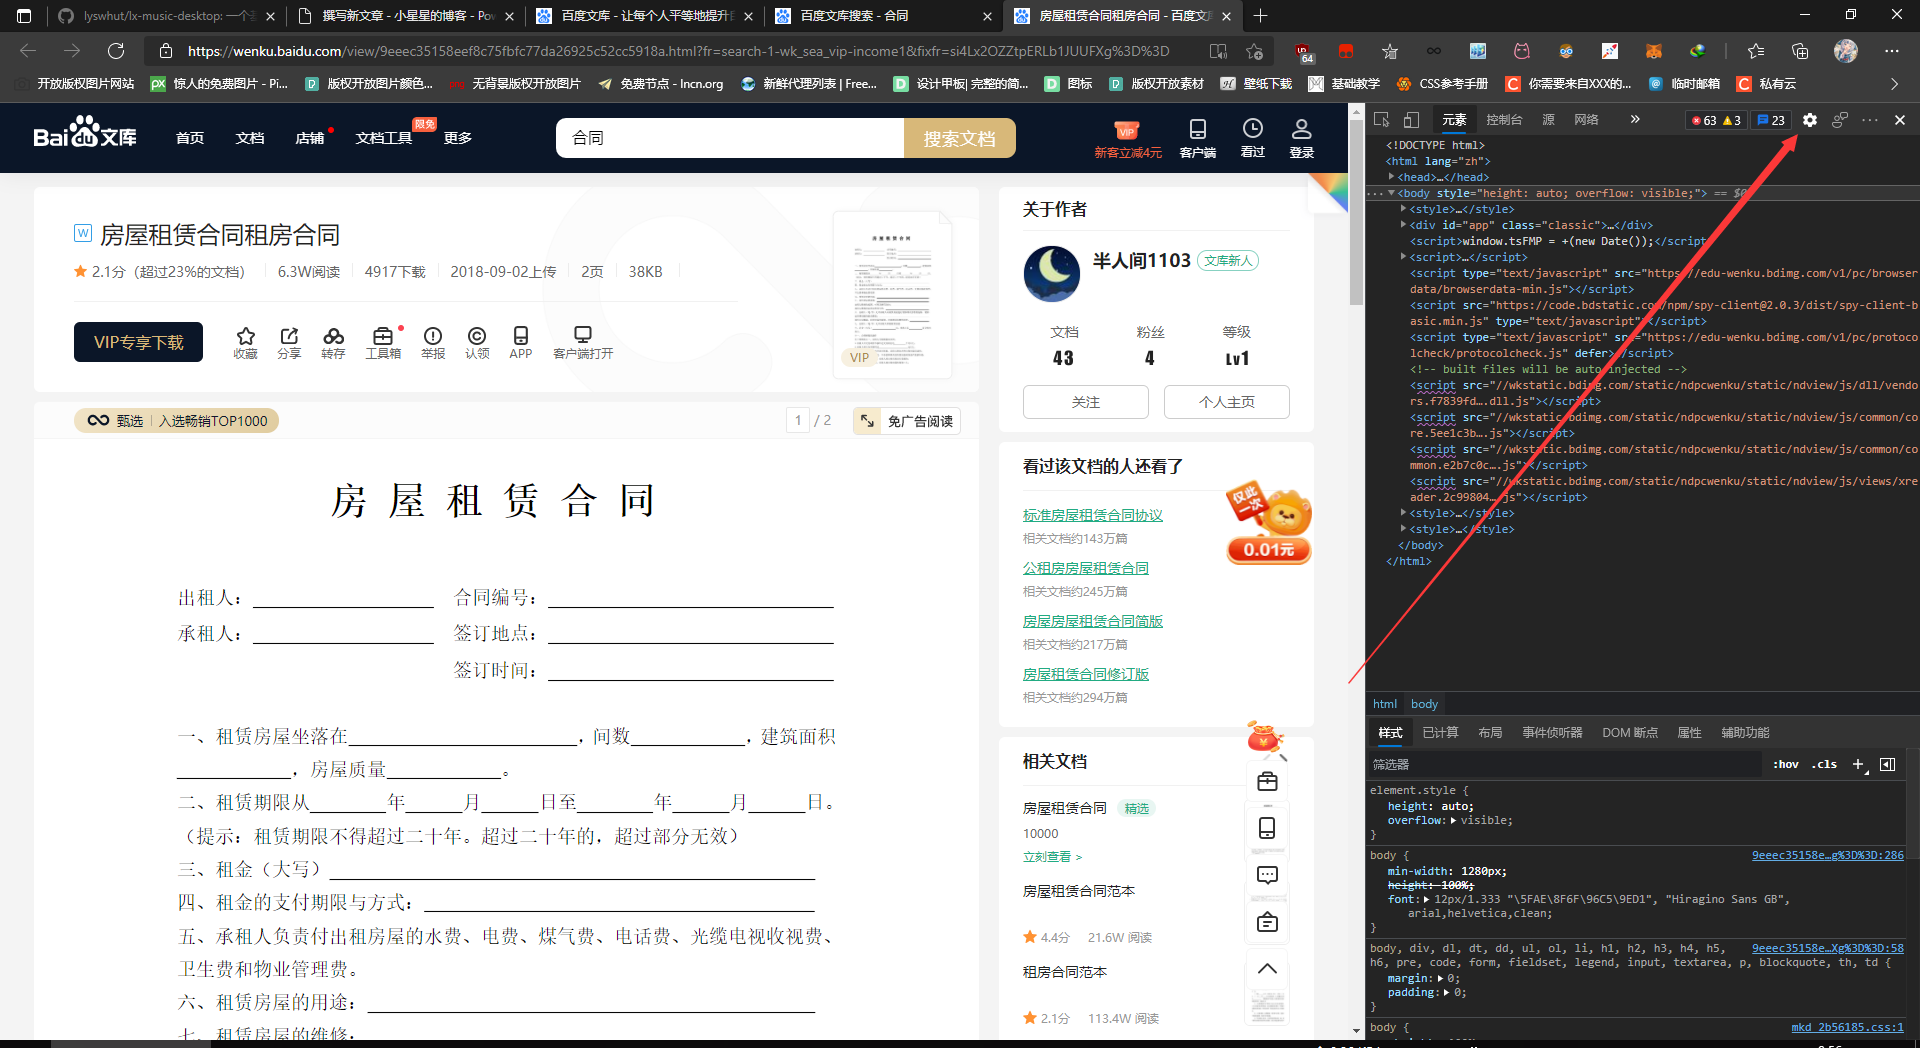 lyswhut/lx-music-desktop: 一个基
撰写新文章 - 小星星的博客 - Pow
百度文库 - 让每个人平等地提升自
百度文库搜索 - 合同
房屋租赁合同租房合同 - 百度文库
https://wenku.baidu.com/view/9eeec35158eef8c75fbfc77da26925c52cc5918a.html?fr=search-1-wk_sea_vip-income1&fixfr=si4Lx2OZZtpERLb1JUUFXg%3D%3D
64
开放版权图片网站
惊人的免费图片 - Pi...
版权开放图片颜色...
无背景版权开放图片
免费节点 - lncn.org
新鲜代理列表 | Free...
设计甲板| 完整的简...
图标
版权开放素材
壁纸下载
基础教学
CSS参考手册
你需要来自XXX的...
临时邮箱
私有云
Bai du 文库
首页
文档
店铺
文档工具
限免
更多
合同
搜索文档
VIP
新客立减4元
客户端
看过
登录
W 房屋租赁合同租房合同
2.1分（超过23%的文档） 6.3W阅读 4917下载 2018-09-02上传 2页 38KB
VIP专享下载
收藏
分享
转存
工具箱
举报
认领
APP
客户端打开
VIP
甄选 入选畅销TOP1000
1 / 2
免广告阅读
房屋租赁合同
出租人： 合同编号：
承租人： 签订地点：
签订时间：
一、租赁房屋坐落在____，间数____，建筑面积
____，房屋质量____。
二、租赁期限从____年____月____日至____年____月____日。
（提示：租赁期限不得超过二十年。超过二十年的，超过部分无效）
三、租金（大写）____
四、租金的支付期限与方式：____
五、承租人负责付出租房屋的水费、电费、煤气费、电话费、光缆电视收视费、
卫生费和物业管理费。
六、租赁房屋的用途：____
七、租赁房屋的维修：
关于作者
半人间1103 文库新人
文档 粉丝 等级
43 4 Lv1
关注
个人主页
看过该文档的人还看了
标准房屋租赁合同协议
相关文档约143万篇
公租房房屋租赁合同
相关文档约245万篇
房屋房屋租赁合同简版
相关文档约217万篇
房屋租赁合同修订版
相关文档约294万篇
仅此一次
0.01元
相关文档
房屋租赁合同 精选
10000
立刻查看 >
房屋租赁合同范本
4.4分 21.6W 阅读
租房合同范本
2.1分 113.4W 阅读
元素
控制台
源
网络
»
63 3
23
<!DOCTYPE html>
<html lang="zh">
<head>…</head>
<body style="height: auto; overflow: visible;"> == $0
<style>…</style>
<div id="app" class="classic">…</div>
<script>window.tsFMP = +(new Date());</script>
<script>…</script>
<script type="text/javascript" src="https://edu-wenku.bdimg.com/v1/pc/browser
data/browserdata-min.js"></script>
<script src="https://code.bdstatic.com/npm/spy-client@2.0.3/dist/spy-client-b
asic.min.js" type="text/javascript"></script>
<script type="text/javascript" src="https://edu-wenku.bdimg.com/v1/pc/protoco
lcheck/protocolcheck.js" defer></script>
<!-- built files will be auto injected -->
<script src="//wkstatic.bdimg.com/static/ndpcwenku/static/ndview/js/dll/vendo
rs.f7839fd….dll.js"></script>
<script src="//wkstatic.bdimg.com/static/ndpcwenku/static/ndview/js/common/co
re.5ee1c3b….js"></script>
<script src="//wkstatic.bdimg.com/static/ndpcwenku/static/ndview/js/common/co
mmon.e2b7c0c….js"></script>
<script src="//wkstatic.bdimg.com/static/ndpcwenku/static/ndview/js/views/xre
ader.2c99804….js"></script>
<style>…</style>
<style>…</style>
</body>
</html>
html body
样式 已计算 布局 事件侦听器 DOM 断点 属性 辅助功能
筛选器
:hov .cls +
element.style {
height: auto;
overflow: visible;
}
body { 9eeec35158e…g%3D%3D:286
min-width: 1280px;
height: 100%;
font: 12px/1.333 "\5FAE\8F6F\96C5\9ED1", "Hiragino Sans GB",
arial,helvetica,clean;
}
body, div, dl, dt, dd, ul, ol, li, h1, h2, h3, h4, h5, 9eeec35158e…Xg%3D%3D:58
h6, pre, code, form, fieldset, legend, input, textarea, p, blockquote, th, td {
margin: 0;
padding: 0;
}
body { mkd_2b56185.css:1